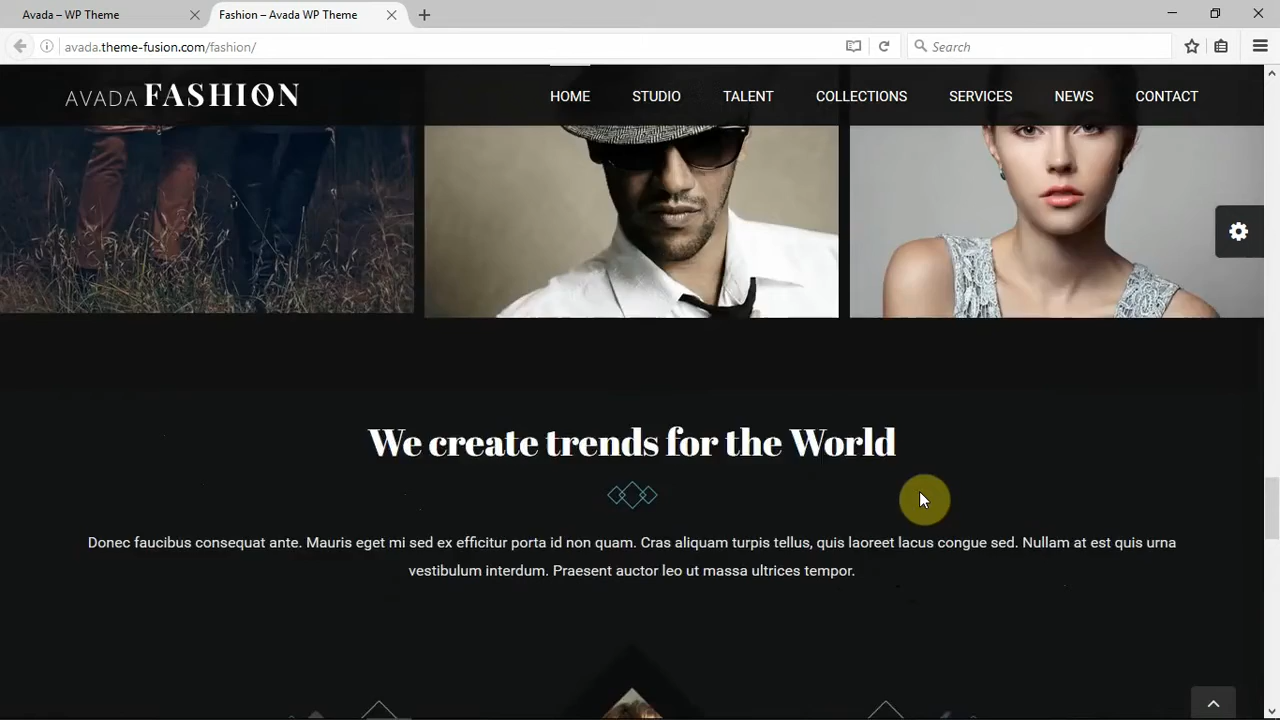 Avada – WP Theme
Fashion – Avada WP Theme
avada.theme-fusion.com/fashion/
Search
AVADA FASHION
HOME STUDIO TALENT COLLECTIONS SERVICES NEWS CONTACT
We create trends for the World
Donec faucibus consequat ante. Mauris eget mi sed ex efficitur porta id non quam. Cras aliquam turpis tellus, quis laoreet lacus congue sed. Nullam at est quis urna
vestibulum interdum. Praesent auctor leo ut massa ultrices tempor.